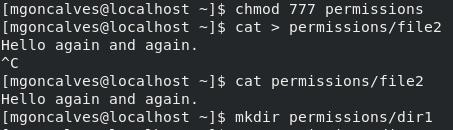 [mgoncalves@localhost ~]$ chmod 777 permissions
[mgoncalves@localhost ~]$ cat > permissions/file2
Hello again and again.
^C
[mgoncalves@localhost ~]$ cat permissions/file2
Hello again and again.
[mgoncalves@localhost ~]$ mkdir permissions/dir1